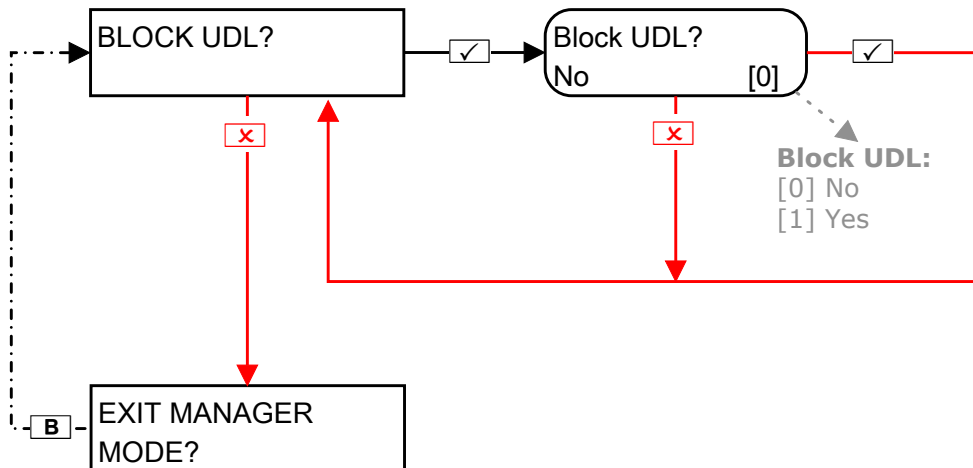 BLOCK UDL?
✓
Block UDL?
No [0]
✓
✗
✗
Block UDL:
[0] No
[1] Yes
EXIT MANAGER
MODE?
B